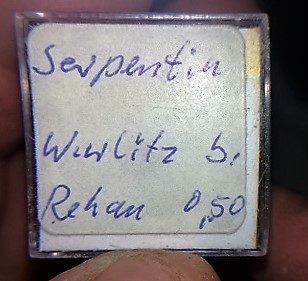 Serpentin
Wurlitz b.
Rehau 0,50